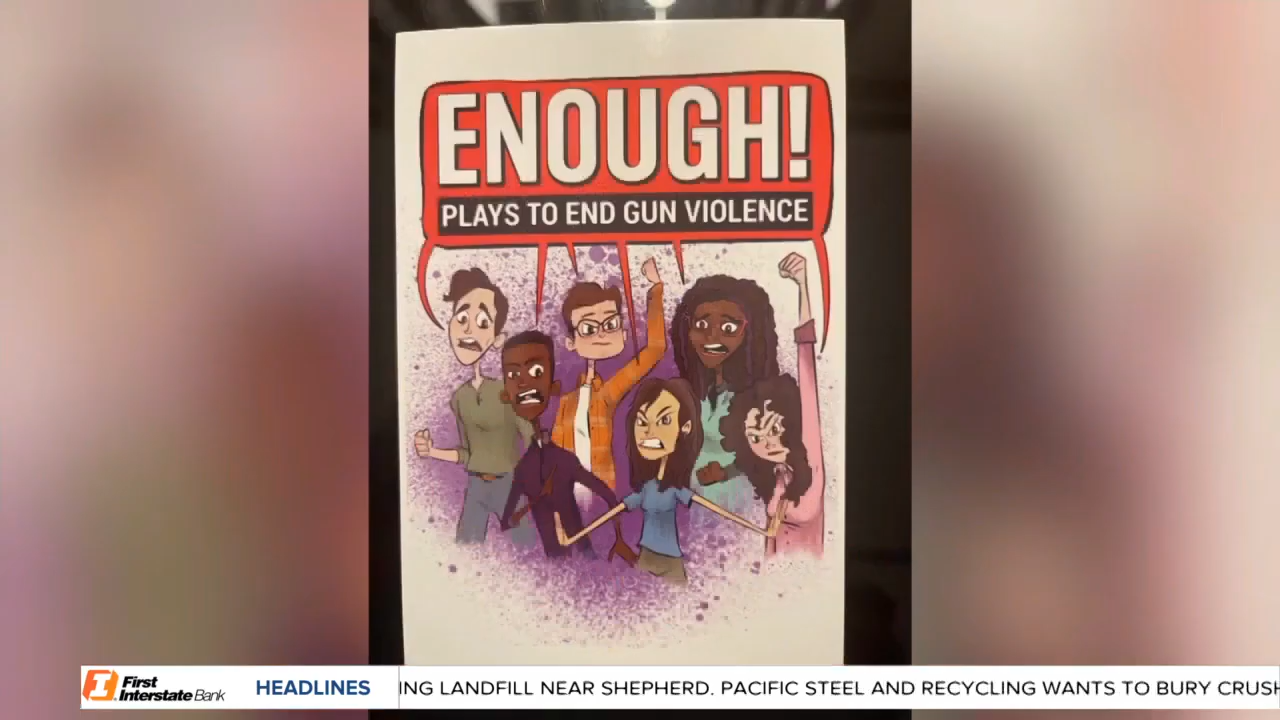 ENOUGH!
PLAYS TO END GUN VIOLENCE
First
Interstate Bank
HEADLINES
ING LANDFILL NEAR SHEPHERD. PACIFIC STEEL AND RECYCLING WANTS TO BURY CRUSH